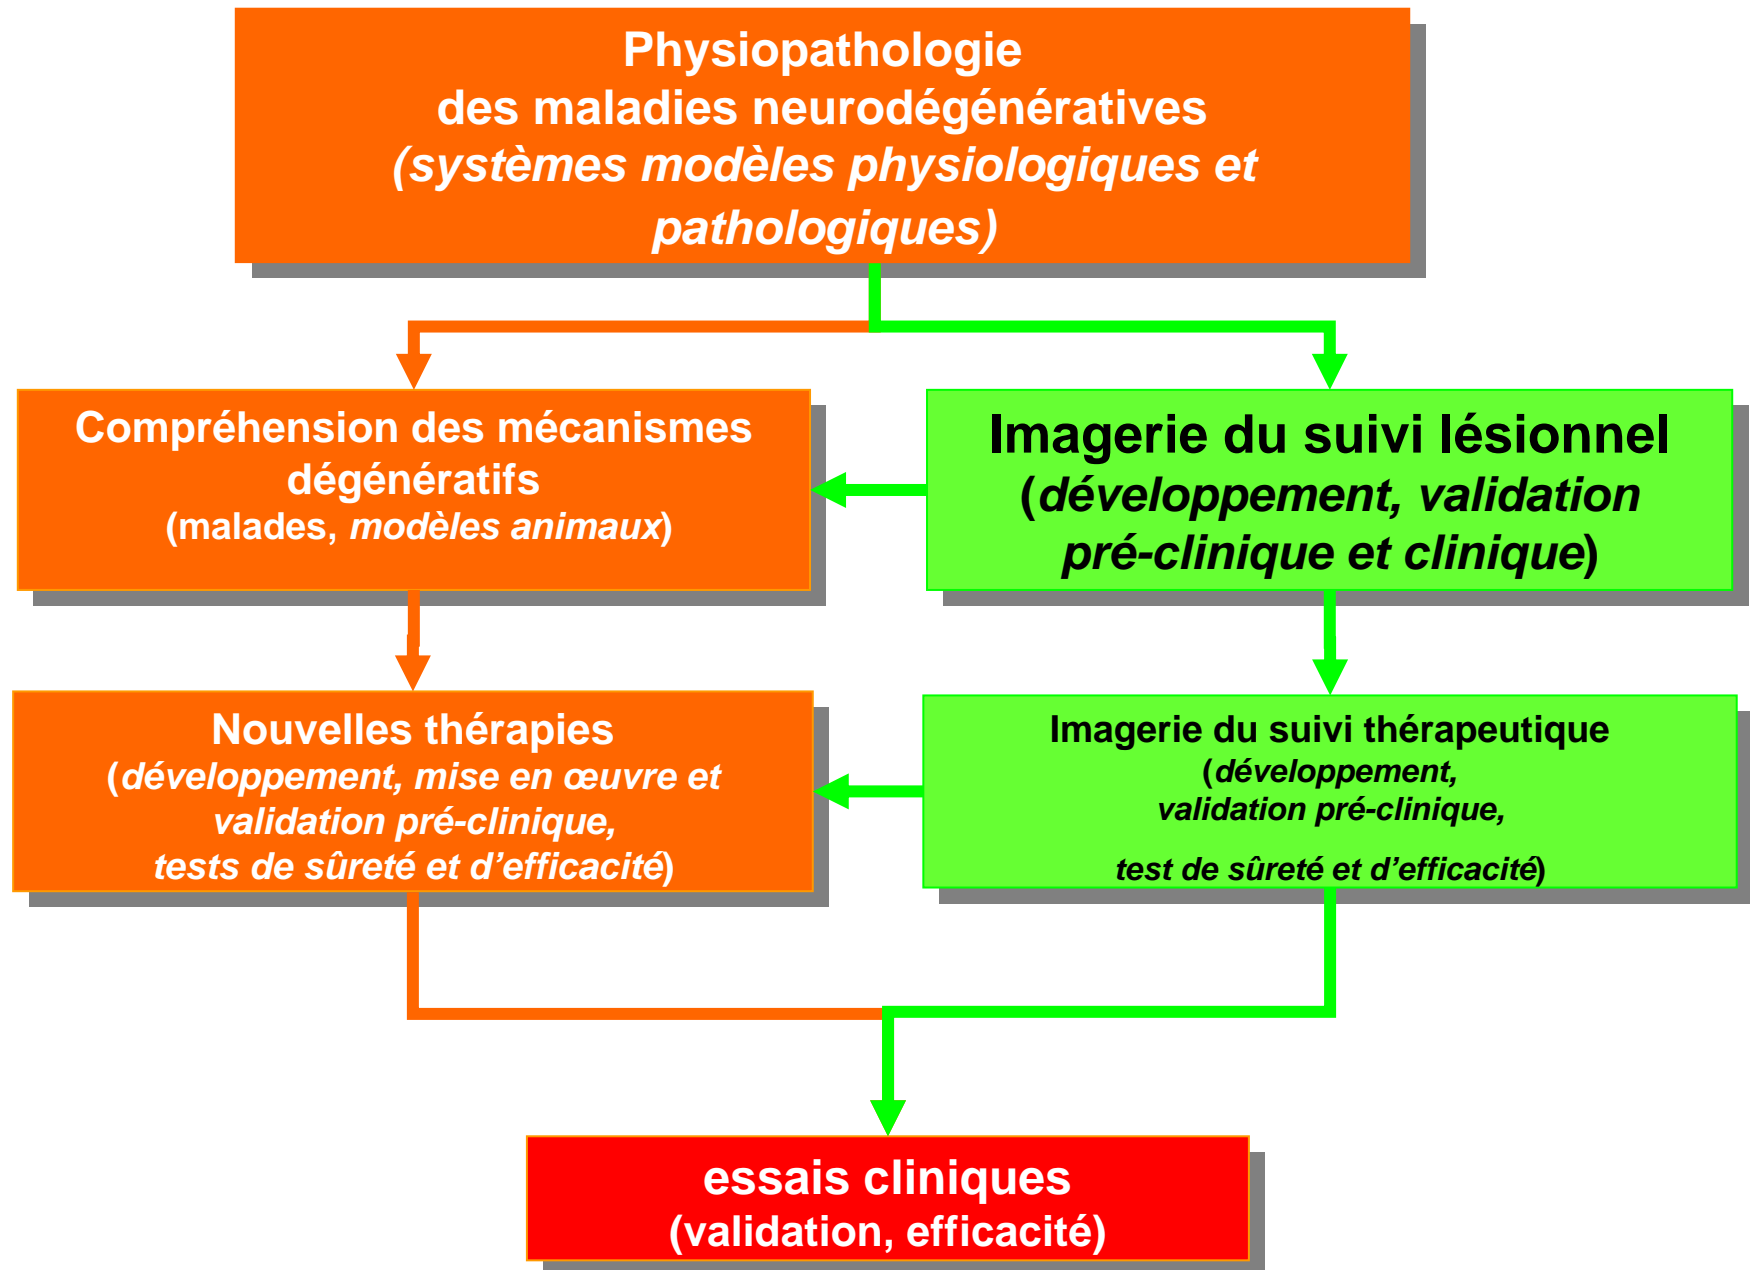 Physiopathologie
des maladies neurodégénératives
(systèmes modèles physiologiques et
pathologiques)
Compréhension des mécanismes
dégénératifs
(malades, modèles animaux)
Imagerie du suivi lésionnel
(développement, validation
pré-clinique et clinique)
Nouvelles thérapies
(développement, mise en œuvre et
validation pré-clinique,
tests de sûreté et d'efficacité)
Imagerie du suivi thérapeutique
(développement,
validation pré-clinique,
test de sûreté et d'efficacité)
essais cliniques
(validation, efficacité)